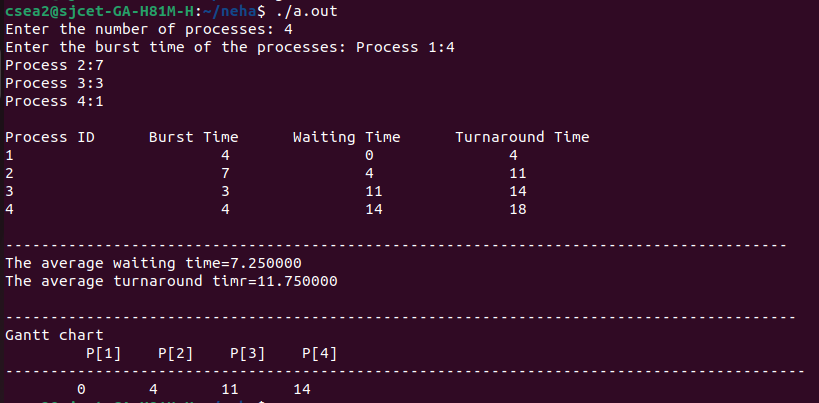 csea2@sjcet-GA-H81M-H:~/neha$ ./a.out
Enter the number of processes: 4
Enter the burst time of the processes: Process 1:4
Process 2:7
Process 3:3
Process 4:1
Process ID Burst Time Waiting Time Turnaround Time
1 4 0 4
2 7 4 11
3 3 11 14
4 4 14 18
---------------------------------------------------------------------------------------
The average waiting time=7.250000
The average turnaround timr=11.750000
----------------------------------------------------------------------------------------
Gantt chart
P[1] P[2] P[3] P[4]
-----------------------------------------------------------------------------------------
0 4 11 14